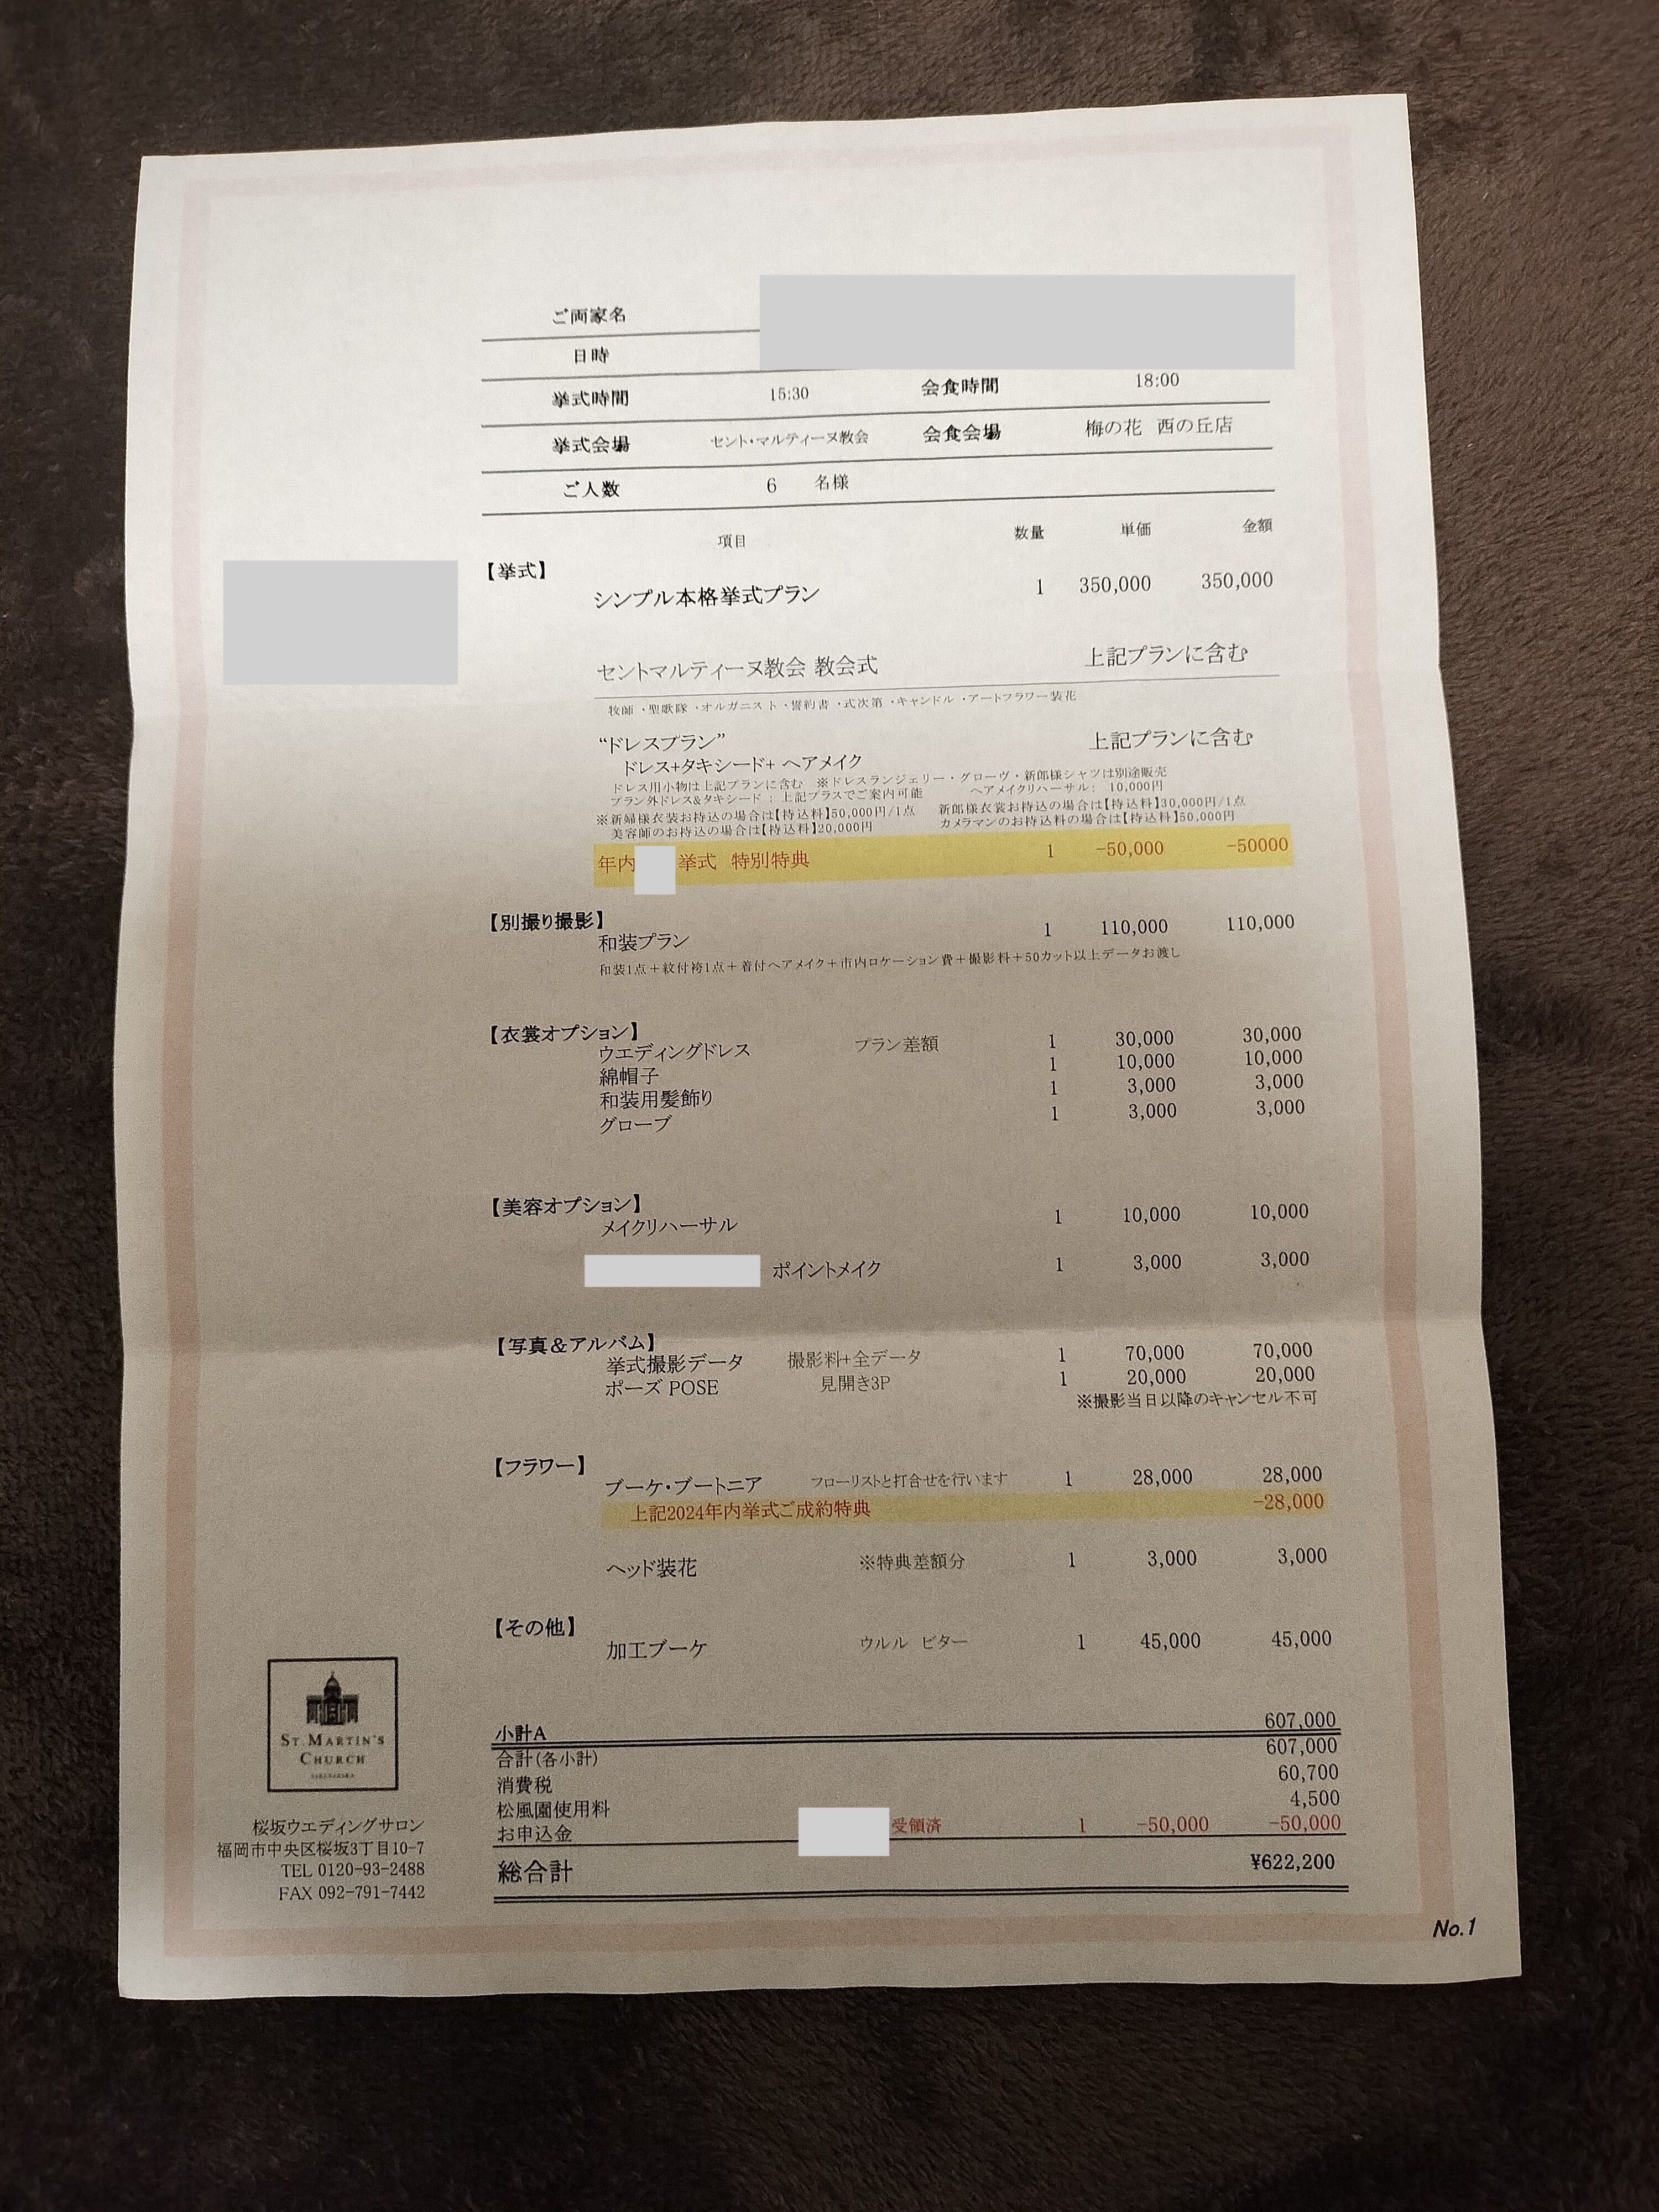 ご両家名
日時
挙式時間 15:30 会食時間 18:00
挙式会場 セント・マルティーヌ教会 会食会場 梅の花 西の丘店
ご人数 6 名様
項目 数量 単価 金額
【挙式】
シンプル本格挙式プラン 1 350,000 350,000
セントマルティーヌ教会 教会式 上記プランに含む
牧師・聖歌隊・オルガニスト・誓約書・式次第・キャンドル・アートフラワー装花
“ドレスプラン” 上記プランに含む
ドレス+タキシード+ ヘアメイク
ドレス用小物は上記プランに含む ※ドレスランジェリー・グローヴ・新郎様シャツは別途販売
プラン外ドレス&タキシード : 上記プラスでご案内可能 ヘアメイクリハーサル: 10,000円
※新婦様衣装お持込の場合は【持込料】50,000円/1点 新郎様衣裳お持込の場合は【持込料】30,000円/1点
美容師のお持込の場合は【持込料】20,000円 カメラマンのお持込料の場合は【持込料】50,000円
年内 挙式 特別特典 1 -50,000 -50000
【別撮り撮影】
和装プラン 1 110,000 110,000
和装1点+紋付袴1点+着付ヘアメイク+市内ロケーション費+撮影料+50カット以上データお渡し
【衣裳オプション】
ウエディングドレス プラン差額 1 30,000 30,000
綿帽子 1 10,000 10,000
和装用髪飾り 1 3,000 3,000
グローブ 1 3,000 3,000
【美容オプション】
メイクリハーサル 1 10,000 10,000
ポイントメイク 1 3,000 3,000
【写真&アルバム】
挙式撮影データ 撮影料+全データ 1 70,000 70,000
ポーズ POSE 見開き3P 1 20,000 20,000
※撮影当日以降のキャンセル不可
【フラワー】
ブーケ・ブートニア フローリストと打合せを行います 1 28,000 28,000
上記2024年内挙式ご成約特典 -28,000
ヘッド装花 ※特典差額分 1 3,000 3,000
【その他】
加工ブーケ ウルル ビター 1 45,000 45,000
小計A 607,000
合計(各小計) 607,000
消費税 60,700
松風園使用料 4,500
お申込金 受領済 1 -50,000 -50,000
総合計 ¥622,200
ST. MARTIN'S
CHURCH
桜坂ウエディングサロン
福岡市中央区桜坂3丁目10-7
TEL 0120-93-2488
FAX 092-791-7442
No.1